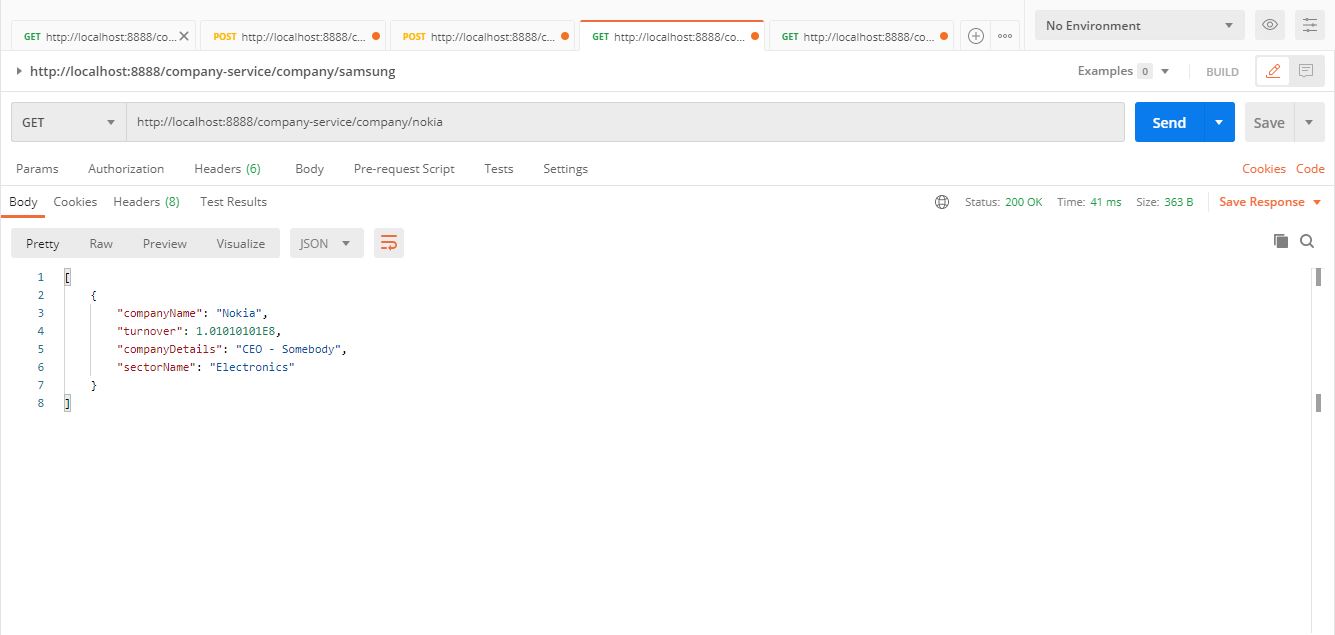 GET http://localhost:8888/co... POST http://localhost:8888/c... POST http://localhost:8888/c... GET http://localhost:8888/co... GET http://localhost:8888/co... No Environment
http://localhost:8888/company-service/company/samsung Examples 0 BUILD
GET http://localhost:8888/company-service/company/nokia Send Save
Params Authorization Headers (6) Body Pre-request Script Tests Settings Cookies Code
Body Cookies Headers (8) Test Results Status: 200 OK Time: 41 ms Size: 363 B Save Response
Pretty Raw Preview Visualize JSON
1 [
2 {
3 "companyName": "Nokia",
4 "turnover": 1.01010101E8,
5 "companyDetails": "CEO - Somebody",
6 "sectorName": "Electronics"
7 }
8 ]